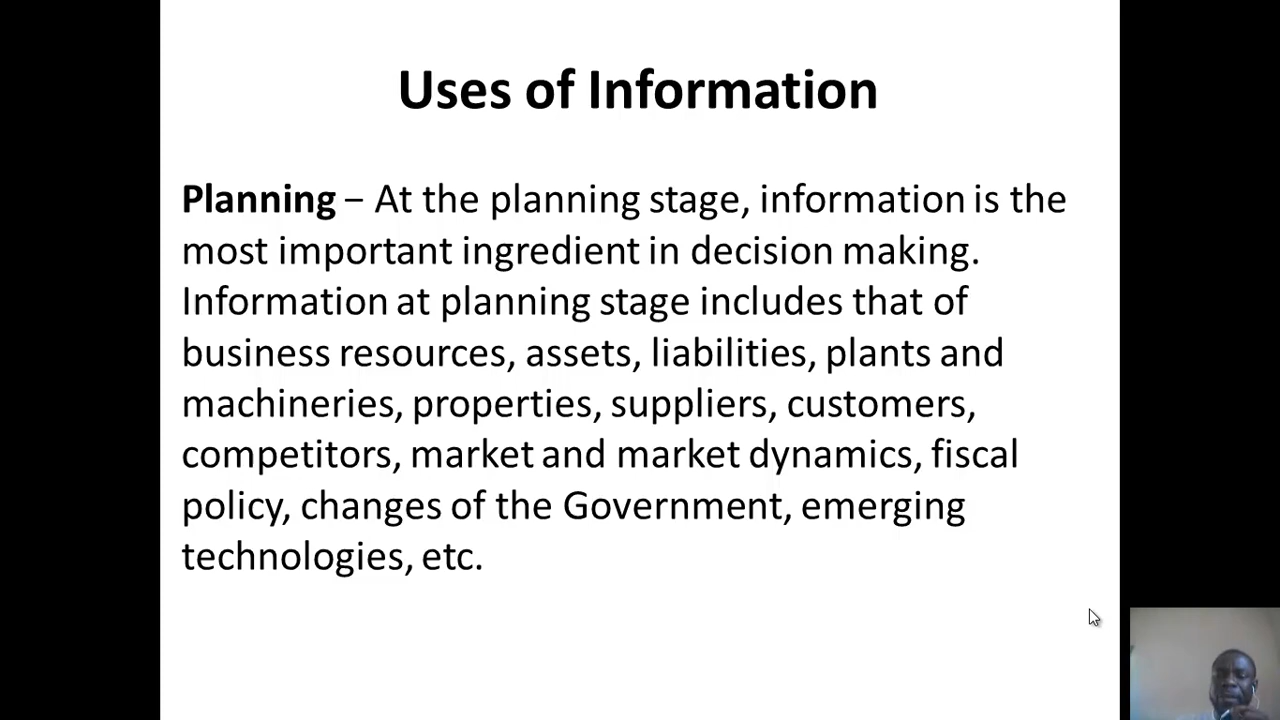 Uses of Information
Planning – At the planning stage, information is the
most important ingredient in decision making.
Information at planning stage includes that of
business resources, assets, liabilities, plants and
machineries, properties, suppliers, customers,
competitors, market and market dynamics, fiscal
policy, changes of the Government, emerging
technologies, etc.